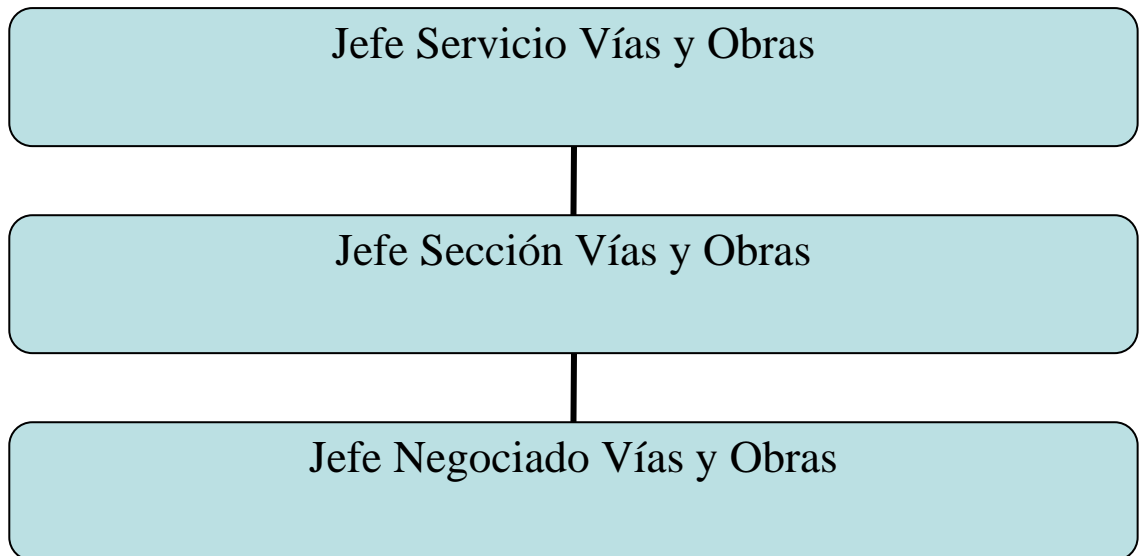 Jefe Servicio Vías y Obras
Jefe Sección Vías y Obras
Jefe Negociado Vías y Obras